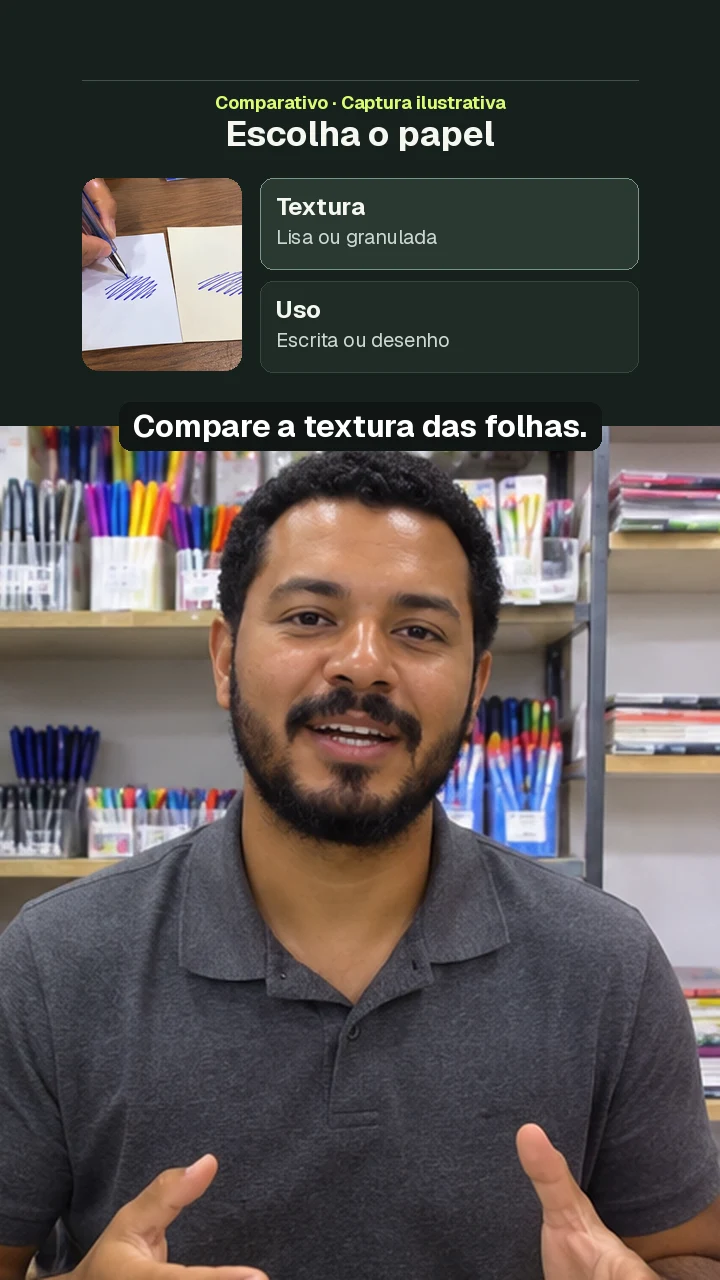 Comparativo · Captura ilustrativa
Escolha o papel
Textura
Lisa ou granulada
Uso
Escrita ou desenho
Compare a textura das folhas.